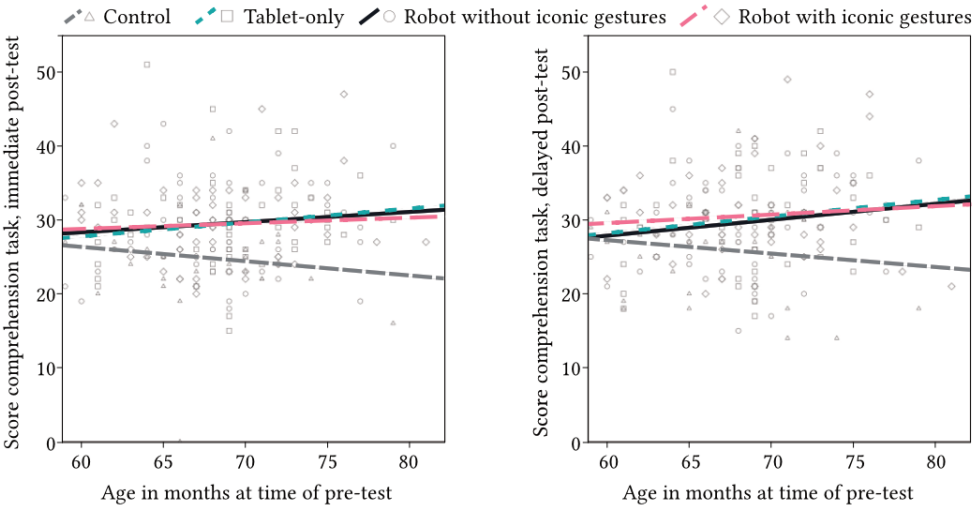 Control Tablet-only Robot without iconic gestures Robot with iconic gestures
Score comprehension task, immediate post-test
50
40
30
20
10
0
60 65 70 75 80
Age in months at time of pre-test
Score comprehension task, delayed post-test
50
40
30
20
10
0
60 65 70 75 80
Age in months at time of pre-test